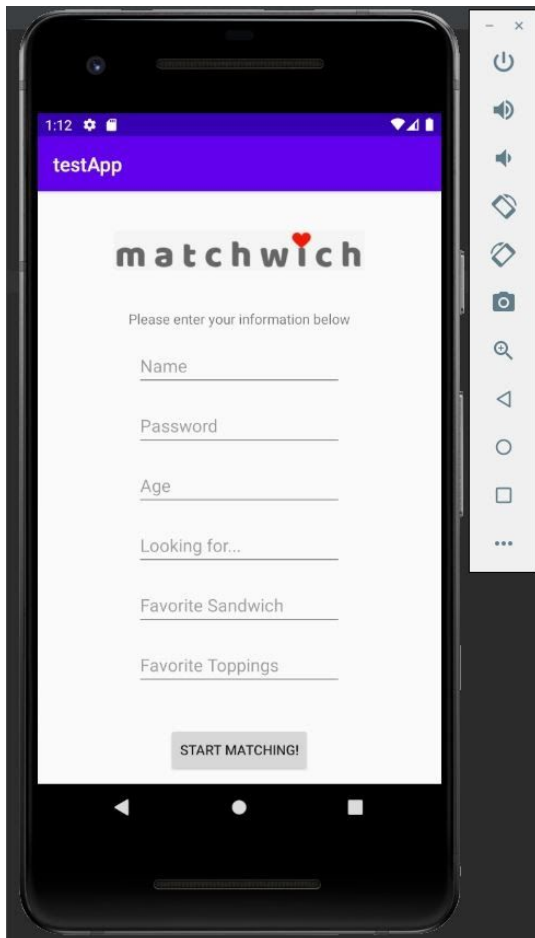 1:12
testApp
matchwich
Please enter your information below
Name
Password
Age
Looking for...
Favorite Sandwich
Favorite Toppings
START MATCHING!